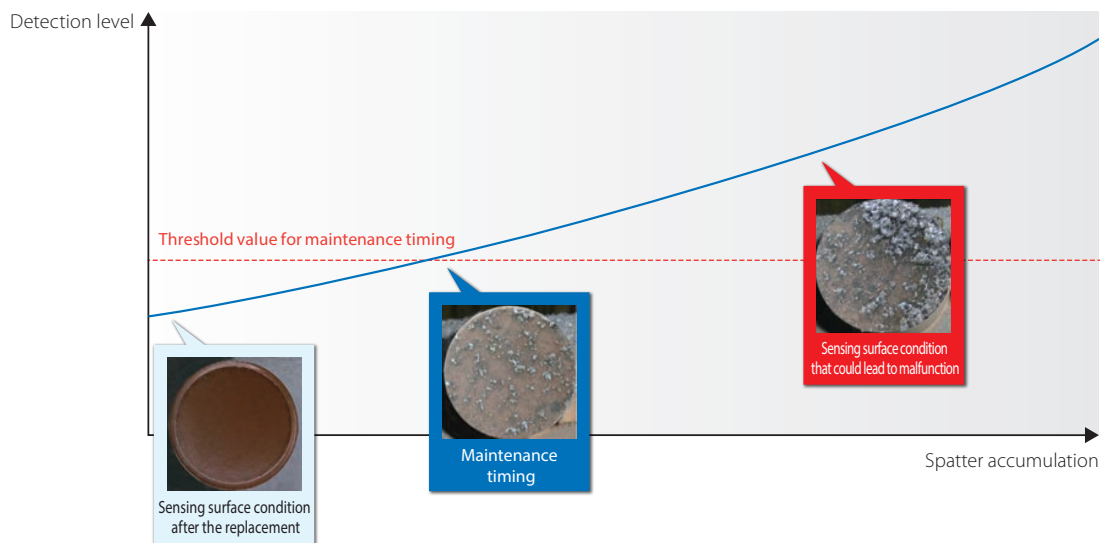 Detection level
Threshold value for maintenance timing
Sensing surface condition
that could lead to malfunction
Maintenance
timing
Spatter accumulation
Sensing surface condition
after the replacement